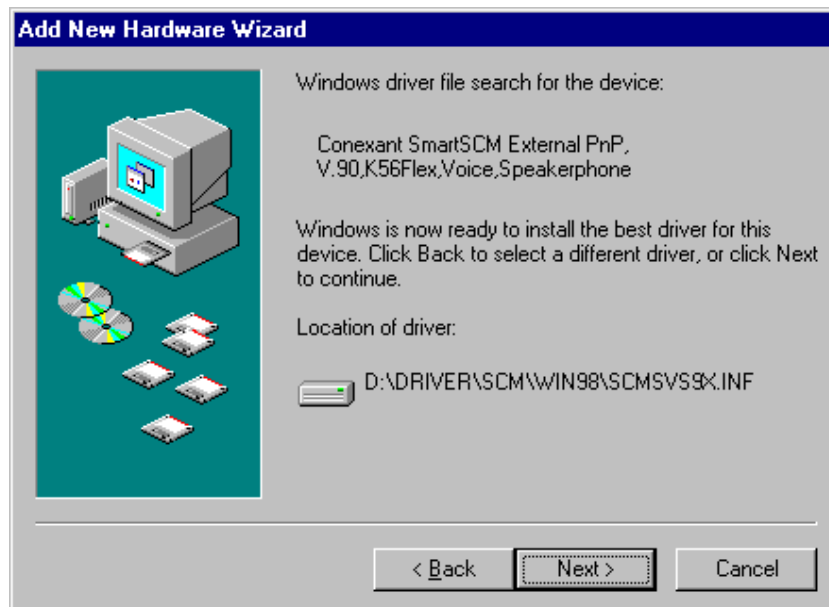 Add New Hardware Wizard
Windows driver file search for the device:
Conexant SmartSCM External PnP,
V.90,K56Flex,Voice,Speakerphone
Windows is now ready to install the best driver for this
device. Click Back to select a different driver, or click Next
to continue.
Location of driver:
D:\DRIVER\SCM\WIN98\SCMSVS9X.INF
< Back
Next >
Cancel